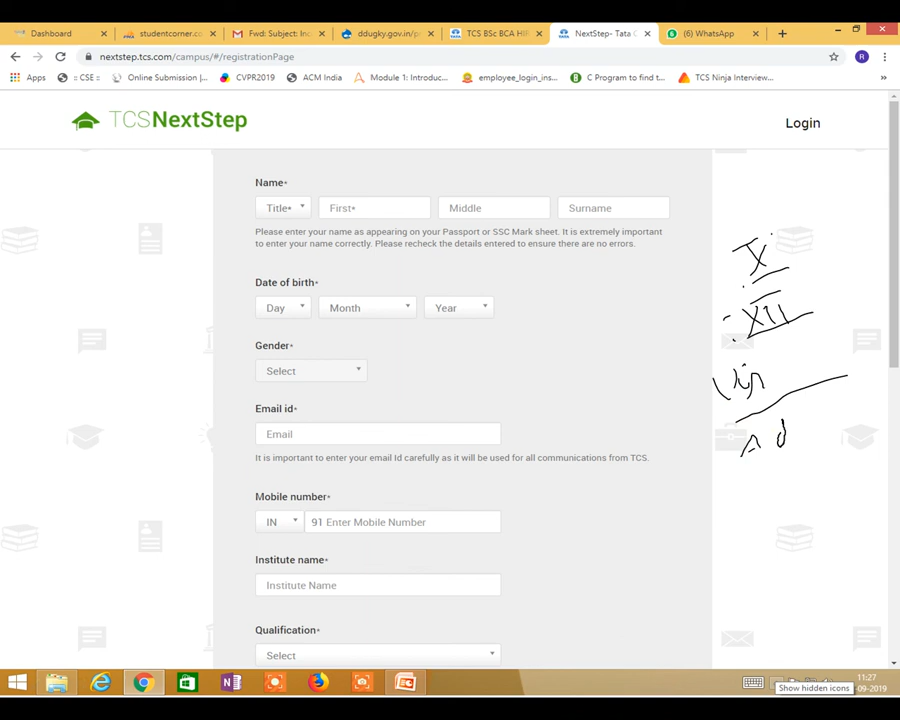 Dashboard
studentcorner.co
Fwd: Subject: In
ddugky.gov.in/p
TCS BSc BCA HIR
NextStep- Tata C
(6) WhatsApp
nextstep.tcs.com/campus/#/registrationPage
R
Apps
:: CSE ::
Online Submission |
CVPR2019
ACM India
Module 1: Introduc...
employee_login_ins...
C Program to find t...
TCS Ninja Interview...
»
TCSNextStep
Login
Name*
Title*
First*
Middle
Surname
Please enter your name as appearing on your Passport or SSC Mark sheet. It is extremely important
to enter your name correctly. Please recheck the details entered to ensure there are no errors.
X
Date of birth*
Day
Month
Year
XII
Gender*
Select
Email id*
Email
It is important to enter your email Id carefully as it will be used for all communications from TCS.
Mobile number*
IN
91 Enter Mobile Number
Institute name*
Institute Name
Qualification*
Select
11:27
-09-2019
Show hidden icons